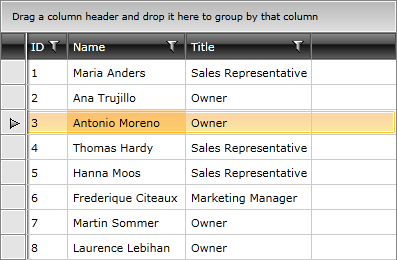 Drag a column header and drop it here to group by that column
ID Name Title
1 Maria Anders Sales Representative
2 Ana Trujillo Owner
3 Antonio Moreno Owner
4 Thomas Hardy Sales Representative
5 Hanna Moos Sales Representative
6 Frederique Citeaux Marketing Manager
7 Martin Sommer Owner
8 Laurence Lebihan Owner